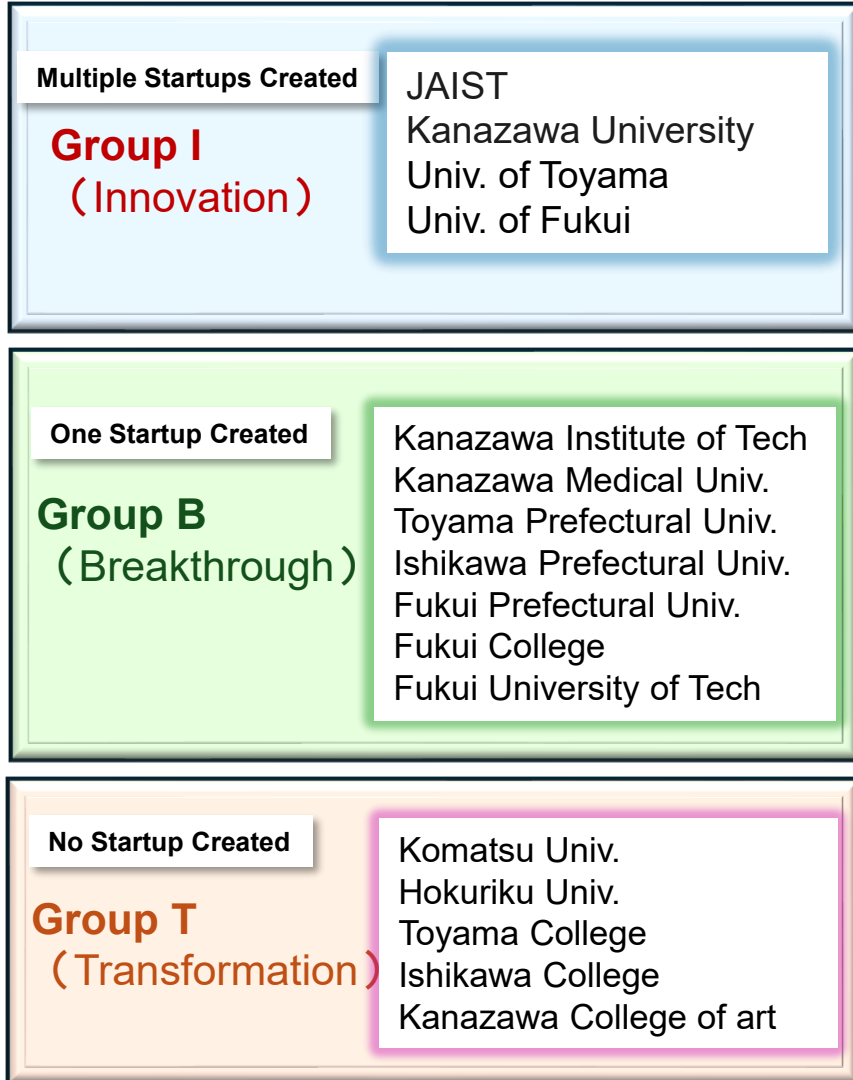 Multiple Startups Created
Group I
（Innovation）
JAIST
Kanazawa University
Univ. of Toyama
Univ. of Fukui
One Startup Created
Group B
（Breakthrough）
Kanazawa Institute of Tech
Kanazawa Medical Univ.
Toyama Prefectural Univ.
Ishikawa Prefectural Univ.
Fukui Prefectural Univ.
Fukui College
Fukui University of Tech
No Startup Created
Group T
（Transformation）
Komatsu Univ.
Hokuriku Univ.
Toyama College
Ishikawa College
Kanazawa College of art